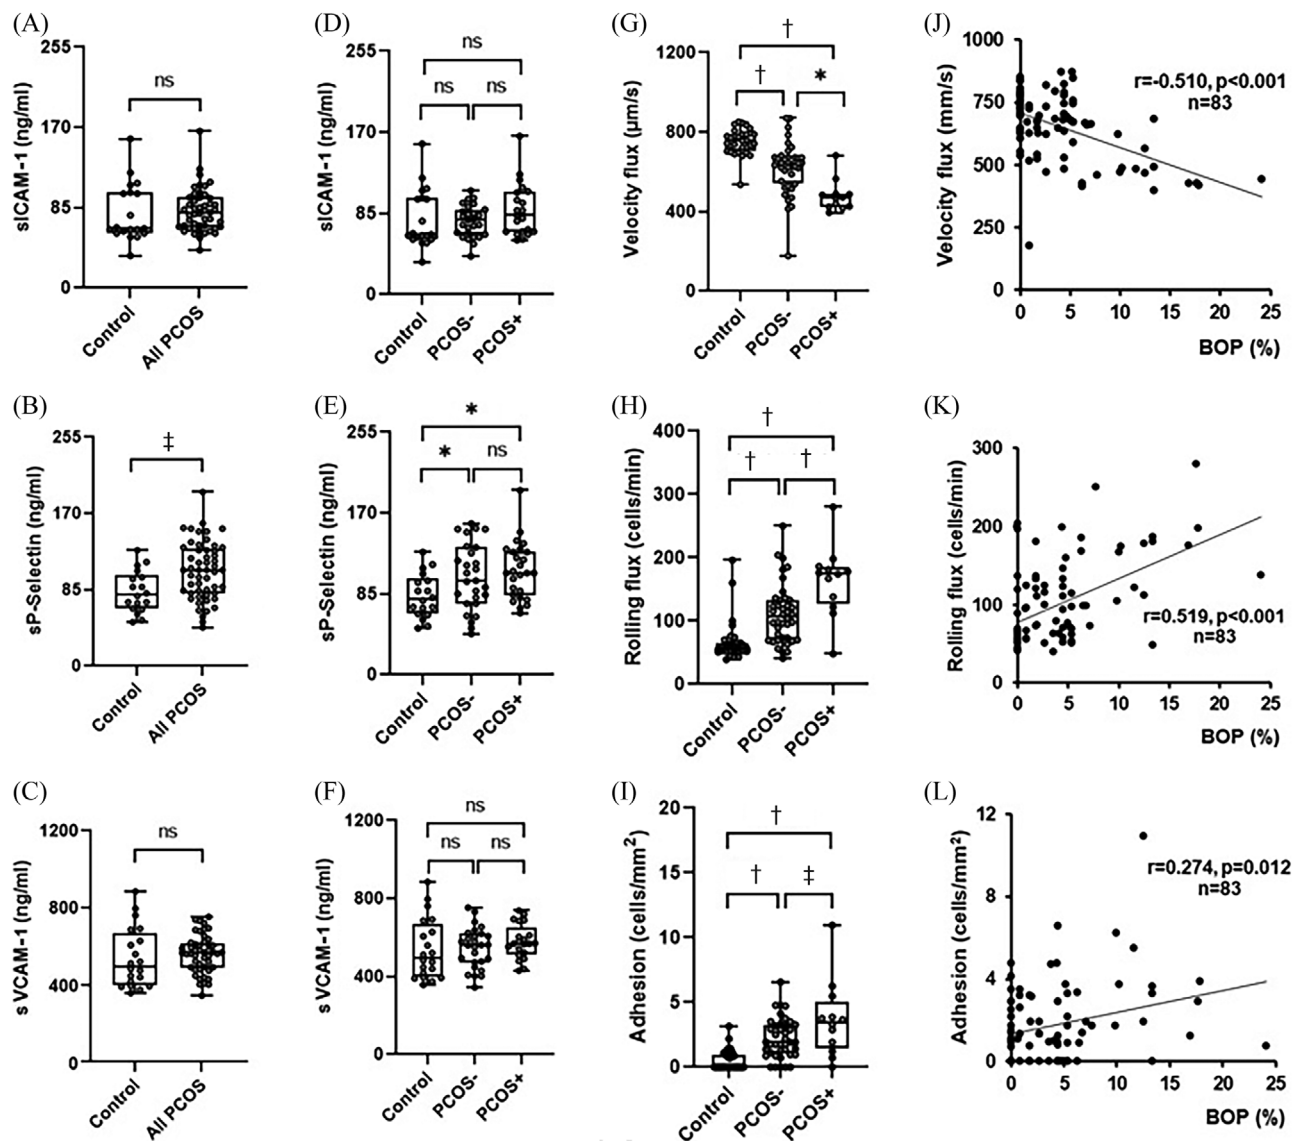 (A)
sICAM-1 (ng/ml)
255
170
85
0
ns
Control
All PCOS
(D)
sICAM-1 (ng/ml)
255
170
85
0
ns
ns
ns
Control
PCOS-
PCOS+
(G)
Velocity flux (µm/s)
1200
800
400
0
†
†
*
Control
PCOS-
PCOS+
(J)
Velocity flux (mm/s)
1000
750
500
250
0
r=-0.510, p<0.001
n=83
0 5 10 15 20 25
BOP (%)
(B)
sP-Selectin (ng/ml)
255
170
85
0
‡
Control
All PCOS
(E)
sP-Selectin (ng/ml)
255
170
85
0
*
*
ns
Control
PCOS-
PCOS+
(H)
Rolling flux (cells/min)
400
300
200
100
0
†
†
†
Control
PCOS-
PCOS+
(K)
Rolling flux (cells/min)
300
200
100
0
r=0.519, p<0.001
n=83
0 5 10 15 20 25
BOP (%)
(C)
s VCAM-1 (ng/ml)
1200
800
400
0
ns
Control
All PCOS
(F)
s VCAM-1 (ng/ml)
1200
800
400
0
ns
ns
ns
Control
PCOS-
PCOS+
(I)
Adhesion (cells/mm²)
20
15
10
5
0
†
†
‡
Control
PCOS-
PCOS+
(L)
Adhesion (cells/mm²)
12
8
4
0
r=0.274, p=0.012
n=83
0 5 10 15 20 25
BOP (%)